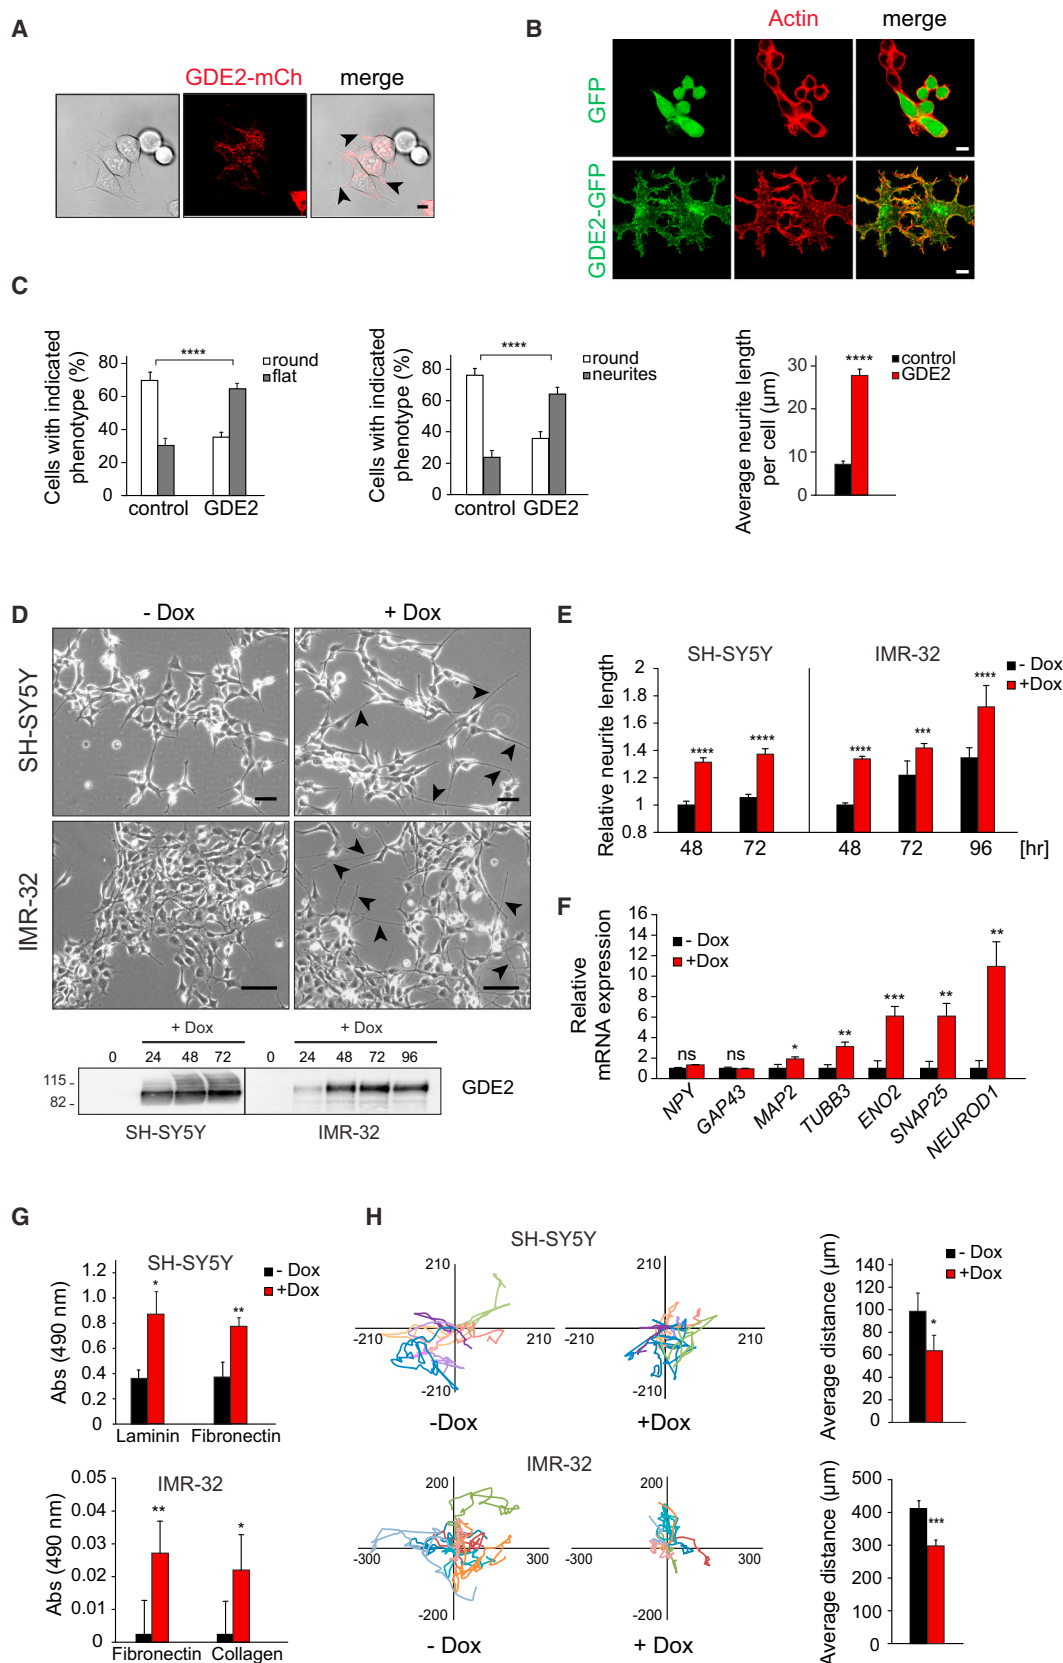 A
GDE2-mCh
merge
B
Actin
merge
GFP
GDE2-GFP
C
Cells with indicated
phenotype (%)
80
60
40
20
0
****
round
flat
control
GDE2
Cells with indicated
phenotype (%)
80
60
40
20
0
****
round
neurites
control
GDE2
Average neurite length
per cell (µm)
30
20
10
0
****
control
GDE2
D
- Dox
+ Dox
SH-SY5Y
IMR-32
+ Dox
+ Dox
0
24
48
72
0
24
48
72
96
115
82
GDE2
SH-SY5Y
IMR-32
E
SH-SY5Y
IMR-32
- Dox
+Dox
Relative neurite length
2
1.8
1.6
1.4
1.2
1
0.8
****
****
****
***
****
48
72
48
72
96
[hr]
F
Relative
mRNA expression
16
14
12
10
8
6
4
2
0
- Dox
+Dox
ns
ns
*
**
***
**
**
NPY
GAP43
MAP2
TUBB3
ENO2
SNAP25
NEUROD1
G
SH-SY5Y
- Dox
+Dox
Abs (490 nm)
1.2
1.0
0.8
0.6
0.4
0.2
0
*
**
Laminin
Fibronectin
IMR-32
Abs (490 nm)
0.05
0.04
0.03
0.02
0.01
0
**
*
Fibronectin
Collagen
H
SH-SY5Y
210
-210
210
-210
-Dox
210
-210
210
-210
+Dox
Average distance (µm)
140
120
100
80
60
40
20
0
- Dox
+Dox
*
IMR-32
200
-300
300
-200
- Dox
200
-300
300
-200
+ Dox
Average distance (µm)
500
400
300
200
100
0
***